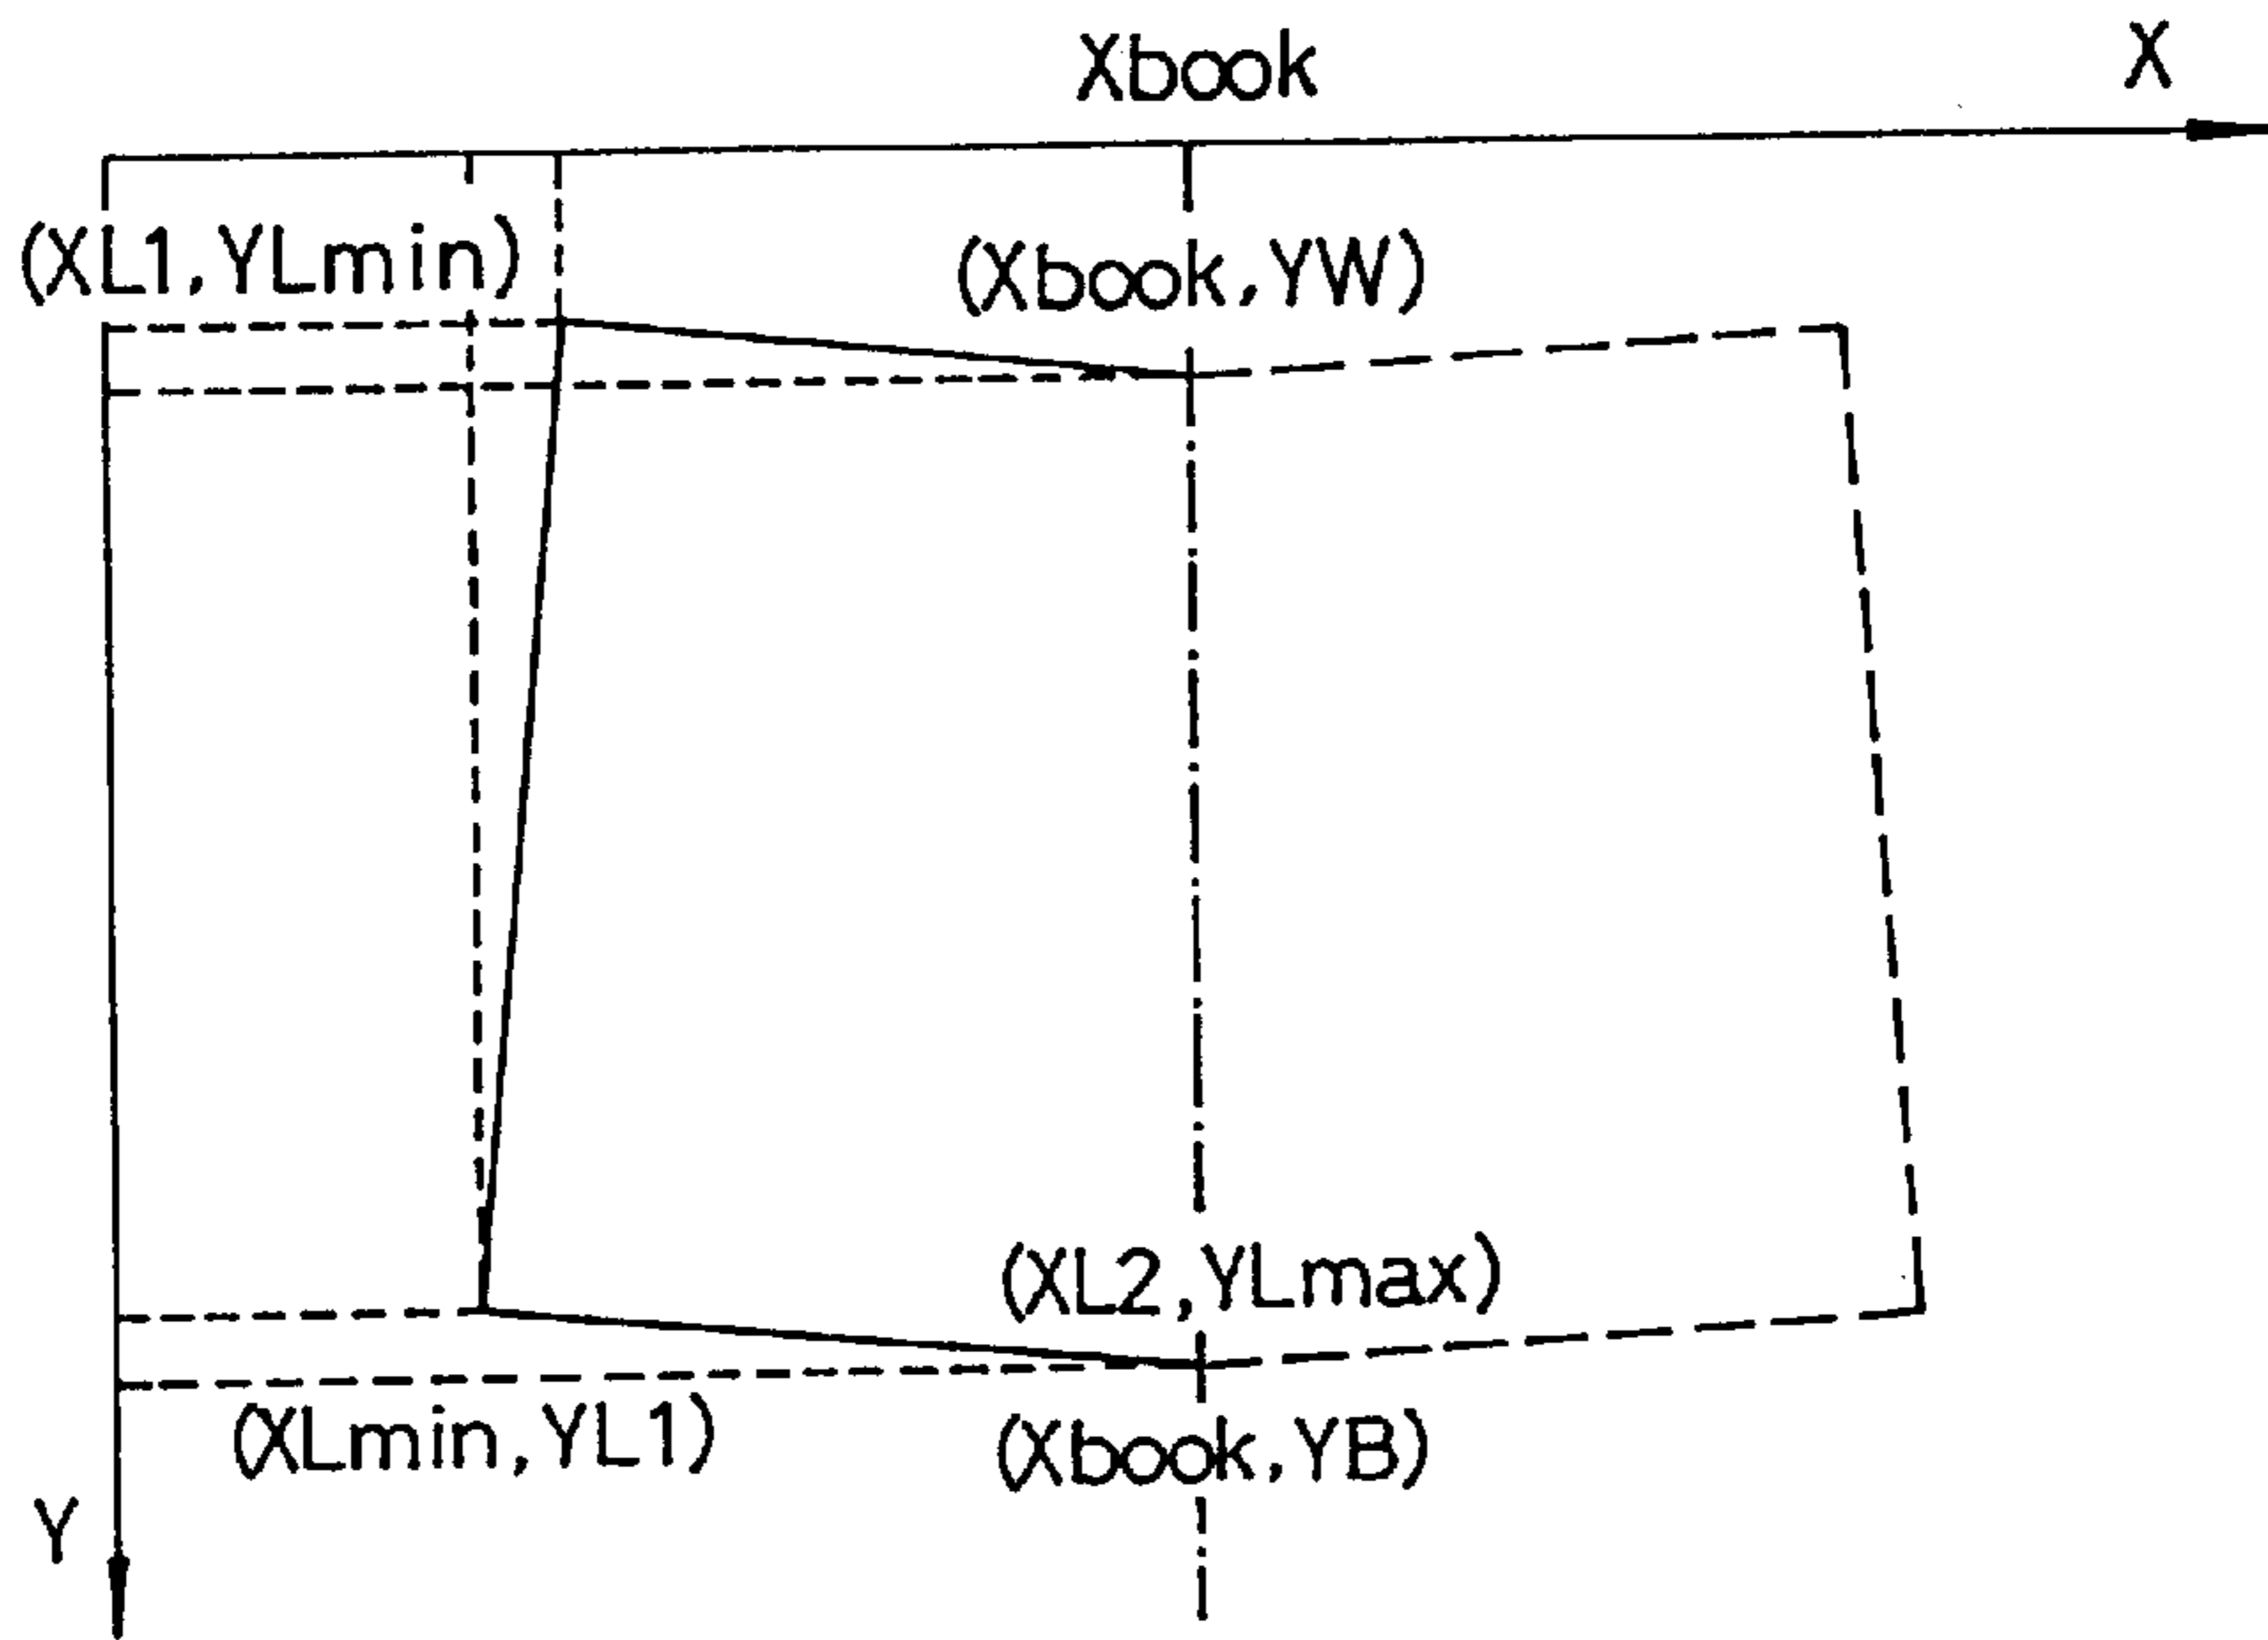 Xbook
X
(XL1,YLmin)
(Xbook,YW)
(XL2,YLmax)
(XLmin,YL1)
(Xbook,YB)
Y